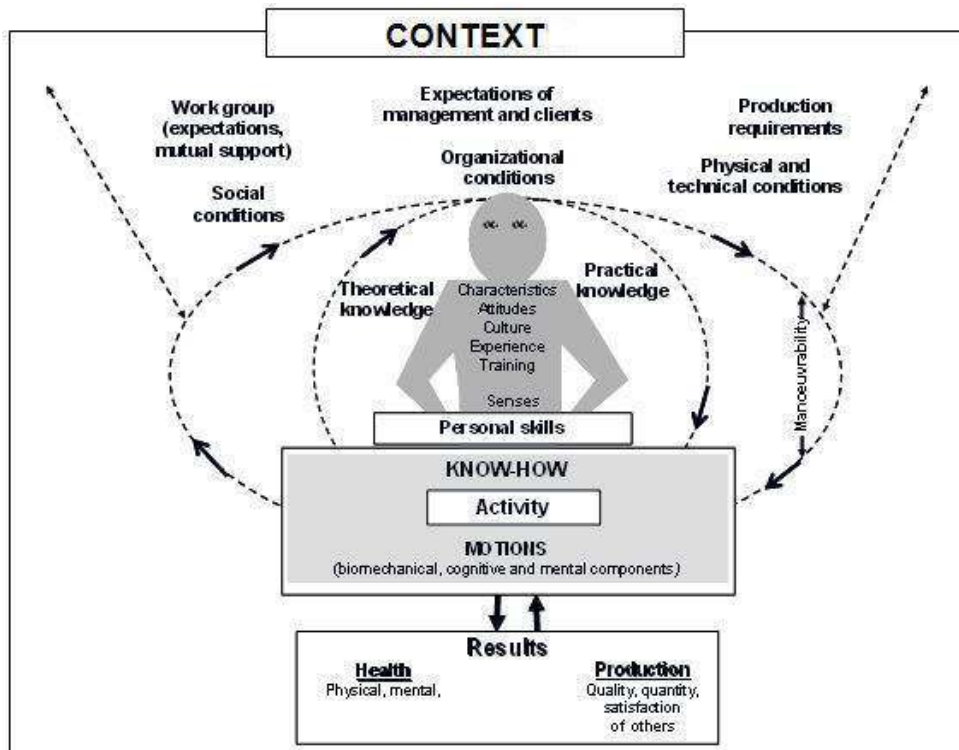 CONTEXT
Work group
(expectations,
mutual support)
Expectations of
management and clients
Production
requirements
Social
conditions
Organizational
conditions
Physical and
technical conditions
Theoretical
knowledge
Characteristics
Attitudes
Culture
Experience
Training
Senses
Practical
knowledge
Manoeuvrability
Personal skills
KNOW-HOW
Activity
MOTIONS
(biomechanical, cognitive and mental components)
Results
Health
Physical, mental,
Production
Quality, quantity,
satisfaction
of others